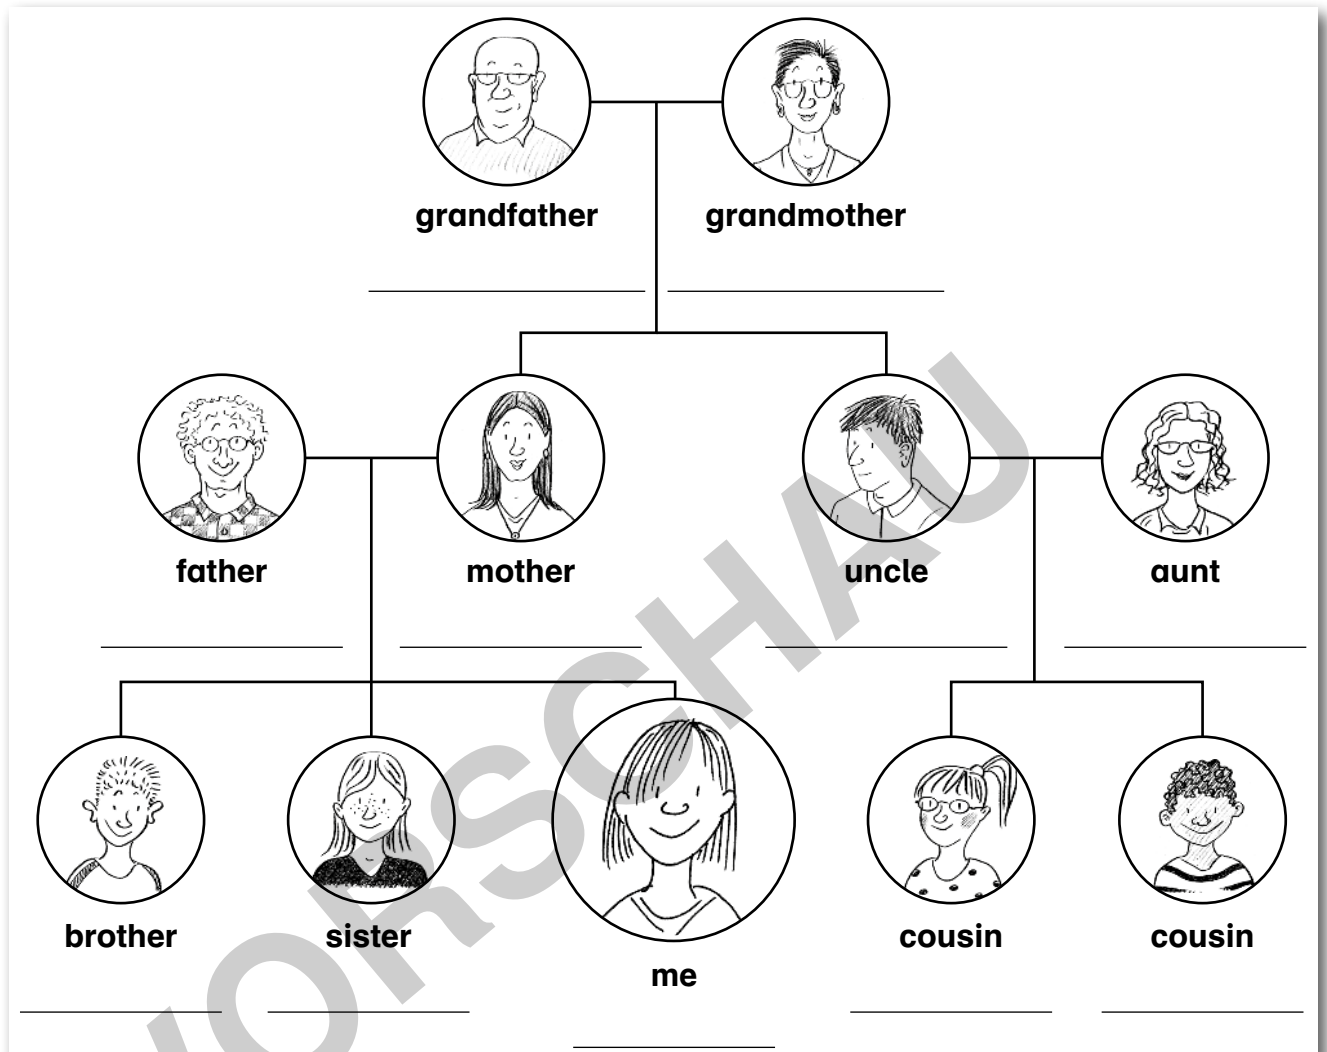 grandfather grandmother
father mother uncle aunt
brother sister cousin cousin
me
VORSCHAU